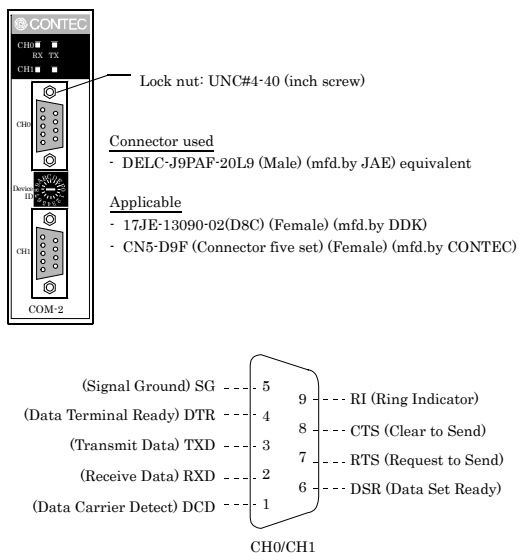 CONTEC
CH0
RX TX
CH1
Lock nut: UNC#4-40 (inch screw)
CH0
Connector used
- DELC-J9PAF-20L9 (Male) (mfd.by JAE) equivalent
Device
ID
Applicable
- 17JE-13090-02(D8C) (Female) (mfd.by DDK)
- CN5-D9F (Connector five set) (Female) (mfd.by CONTEC)
CH1
COM-2
(Signal Ground) SG 5
9 RI (Ring Indicator)
(Data Terminal Ready) DTR 4
8 CTS (Clear to Send)
(Transmit Data) TXD 3
7 RTS (Request to Send)
(Receive Data) RXD 2
6 DSR (Data Set Ready)
(Data Carrier Detect) DCD 1
CH0/CH1